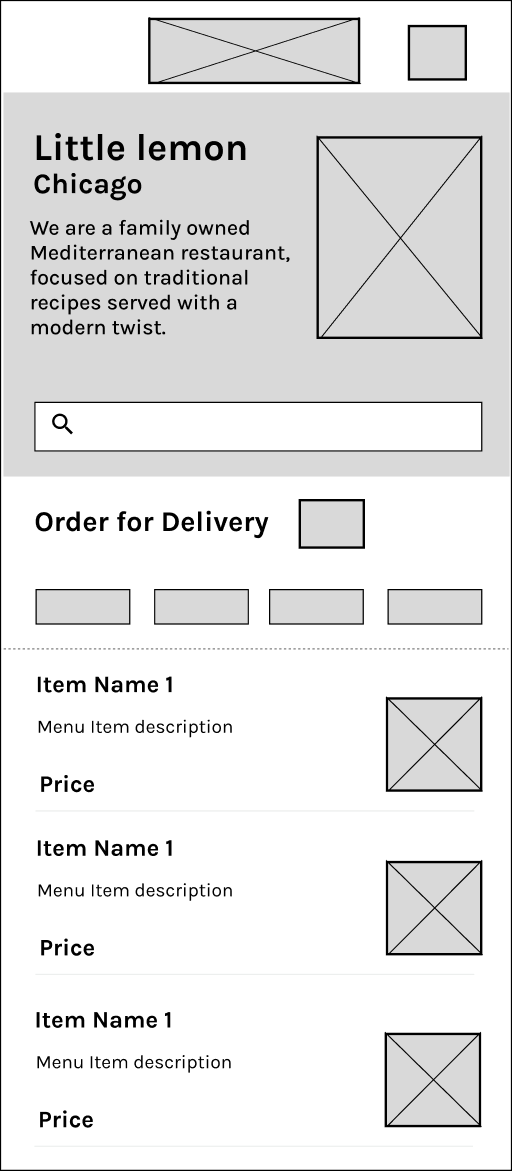 Little lemon
Chicago
We are a family owned
Mediterranean restaurant,
focused on traditional
recipes served with a
modern twist.
Order for Delivery
Item Name 1
Menu Item description
Price
Item Name 1
Menu Item description
Price
Item Name 1
Menu Item description
Price